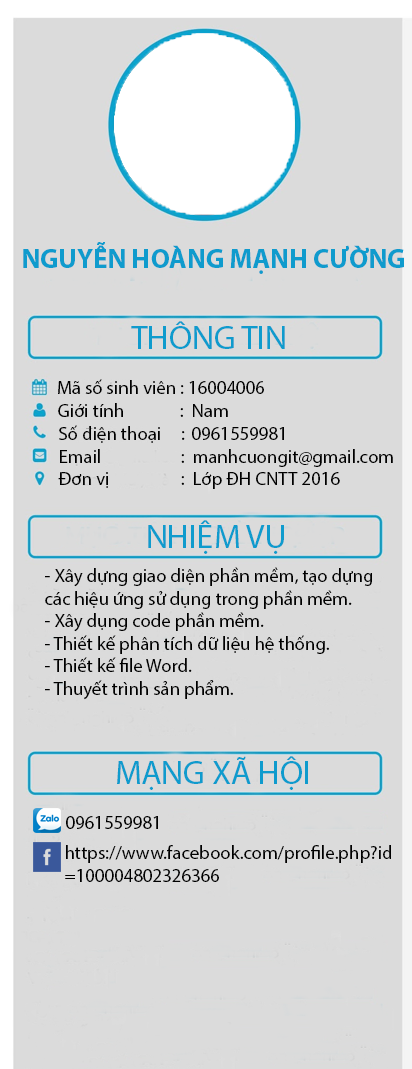 NGUYỄN HOÀNG MẠNH CƯỜNG
THÔNG TIN
Mã số sinh viên : 16004006
Giới tính : Nam
Số điện thoại : 0961559981
Email : manhcuongit@gmail.com
Đơn vị : Lớp ĐH CNTT 2016
NHIỆM VỤ
- Xây dựng giao diện phần mềm, tạo dựng
các hiệu ứng sử dụng trong phần mềm.
- Xây dụng code phần mềm.
- Thiết kế phân tích dữ liệu hệ thống.
- Thiết kế file Word.
- Thuyết trình sản phẩm.
MẠNG XÃ HỘI
Zalo 0961559981
f https://www.facebook.com/profile.php?id
=100004802326366